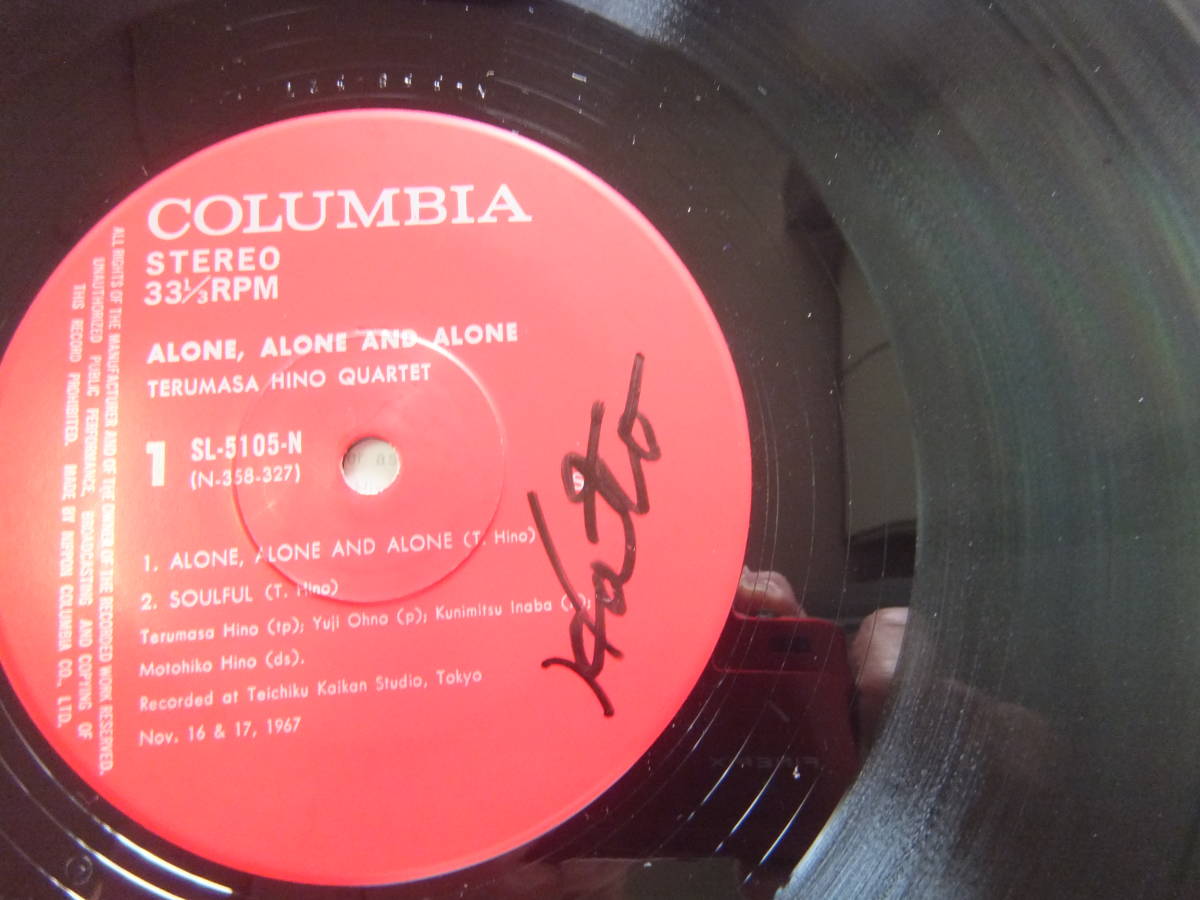 COLUMBIA
STEREO
33⅓RPM
ALONE, ALONE AND ALONE
TERUMASA HINO QUARTET
1
SL-5105-N
(N-358-327)
1. ALONE, ALONE AND ALONE (T. Hino)
2. SOULFUL (T. Hino)
Terumasa Hino (tp); Yuji Ohno (p); Kunimitsu Inaba
Motohiko Hino (ds).
Recorded at Teichiku Kaikan Studio, Tokyo
Nov. 16 & 17, 1967
ALL RIGHTS OF THE MANUFACTURER AND OF THE OWNER OF THE RECORDED WORK RESERVED.
UNAUTHORIZED PUBLIC PERFORMANCE, BROADCASTING AND COPYING OF
THIS RECORD PROHIBITED. MADE BY NIPPON COLUMBIA CO., LTD.
Kato